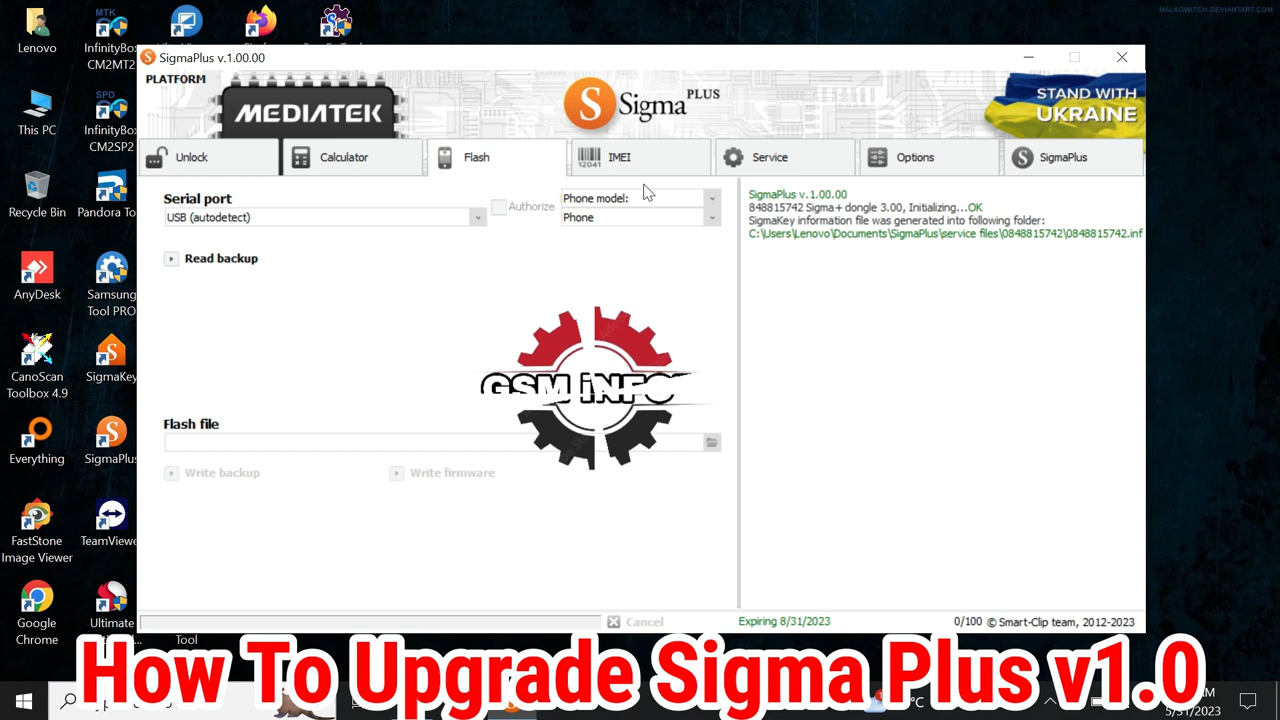 MALKOWITCH.DEVIANTART.COM
Lenovo
This PC
Recycle Bin
AnyDesk
CanoScan
Toolbox 4.9
Everything
FastStone
Image Viewer
Google
Chrome
MTK
InfinityBox
CM2MT2
SPD
InfinityBox
CM2SP2
Pandora To
Samsung
Tool PRO
SigmaKey
SigmaPlus
TeamViewe
Ultimate
Tool
SigmaPlus v.1.00.00
PLATFORM
MEDIATEK
S Sigma PLUS
STAND WITH
UKRAINE
Unlock
Calculator
Flash
12041
IMEI
Service
Options
SigmaPlus
Serial port
USB (autodetect)
Authorize
Phone model:
Phone
Read backup
GSM iNFO
Flash file
Write backup
Write firmware
SigmaPlus v.1.00.00
848815742 Sigma+ dongle 3.00, Initializing...OK
SigmaKey information file was generated into following folder:
C:\Users\Lenovo\Documents\SigmaPlus\service files\0848815742\0848815742.inf
Cancel
Expiring 8/31/2023
0/100 © Smart-Clip team, 2012-2023
How To Upgrade Sigma Plus v1.0
°C
5/31/2023